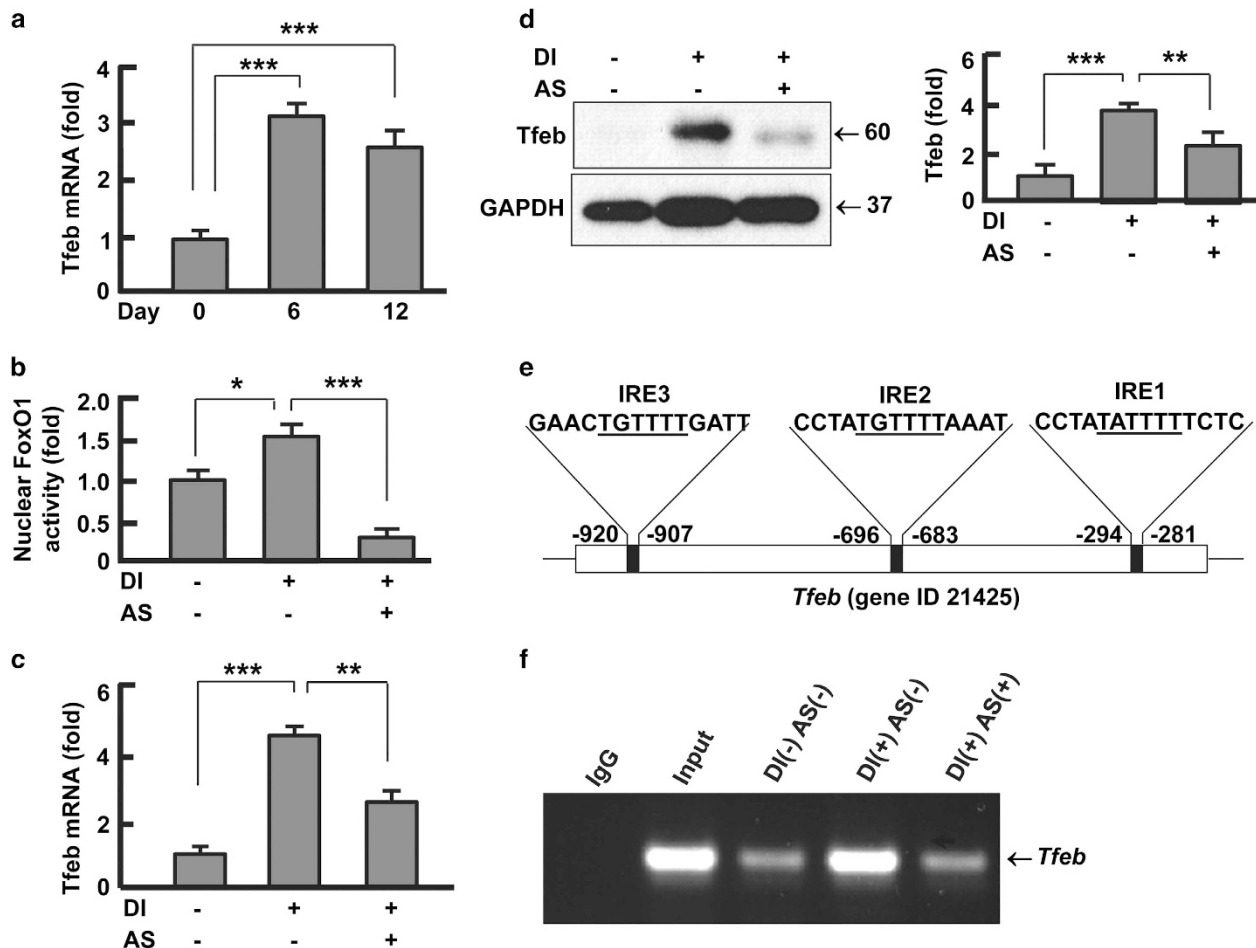 a
***
***
Tfeb mRNA (fold)
4
3
2
1
0
Day 0 6 12
b
* ***
Nuclear FoxO1
activity (fold)
2.0
1.5
1.0
0.5
0
DI - + +
AS - - +
c
*** **
Tfeb mRNA (fold)
6
4
2
0
DI - + +
AS - - +
d
DI - + +
AS - - +
Tfeb ← 60
GAPDH ← 37
*** **
Tfeb (fold)
6
4
2
0
DI - + +
AS - - +
e
IRE3 IRE2 IRE1
GAACTGTTTTGATT CCTATGTTTTAAAT CCTATATTTTTCTC
-920 -907 -696 -683 -294 -281
Tfeb (gene ID 21425)
f
IgG Input DI(-) AS(-) DI(+) AS(-) DI(+) AS(+)
← Tfeb